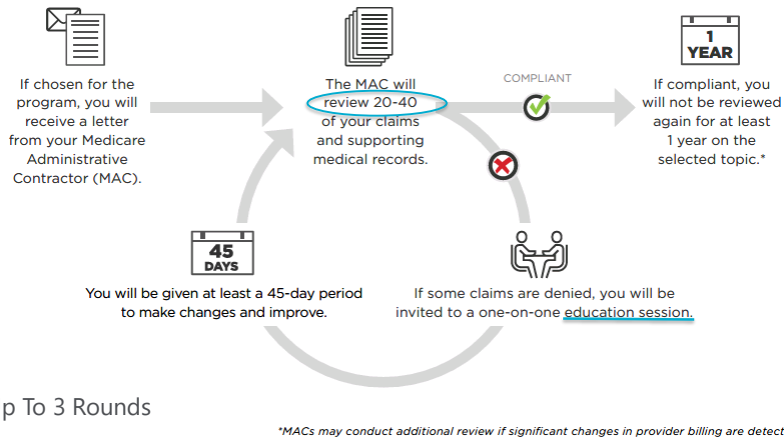 If chosen for the
program, you will
receive a letter
from your Medicare
Administrative
Contractor (MAC).
The MAC will
review 20-40
of your claims
and supporting
medical records.
COMPLIANT
1
YEAR
If compliant, you
will not be reviewed
again for at least
1 year on the
selected topic.*
45
DAYS
You will be given at least a 45-day period
to make changes and improve.
If some claims are denied, you will be
invited to a one-on-one education session.
p To 3 Rounds
*MACs may conduct additional review if significant changes in provider billing are detect